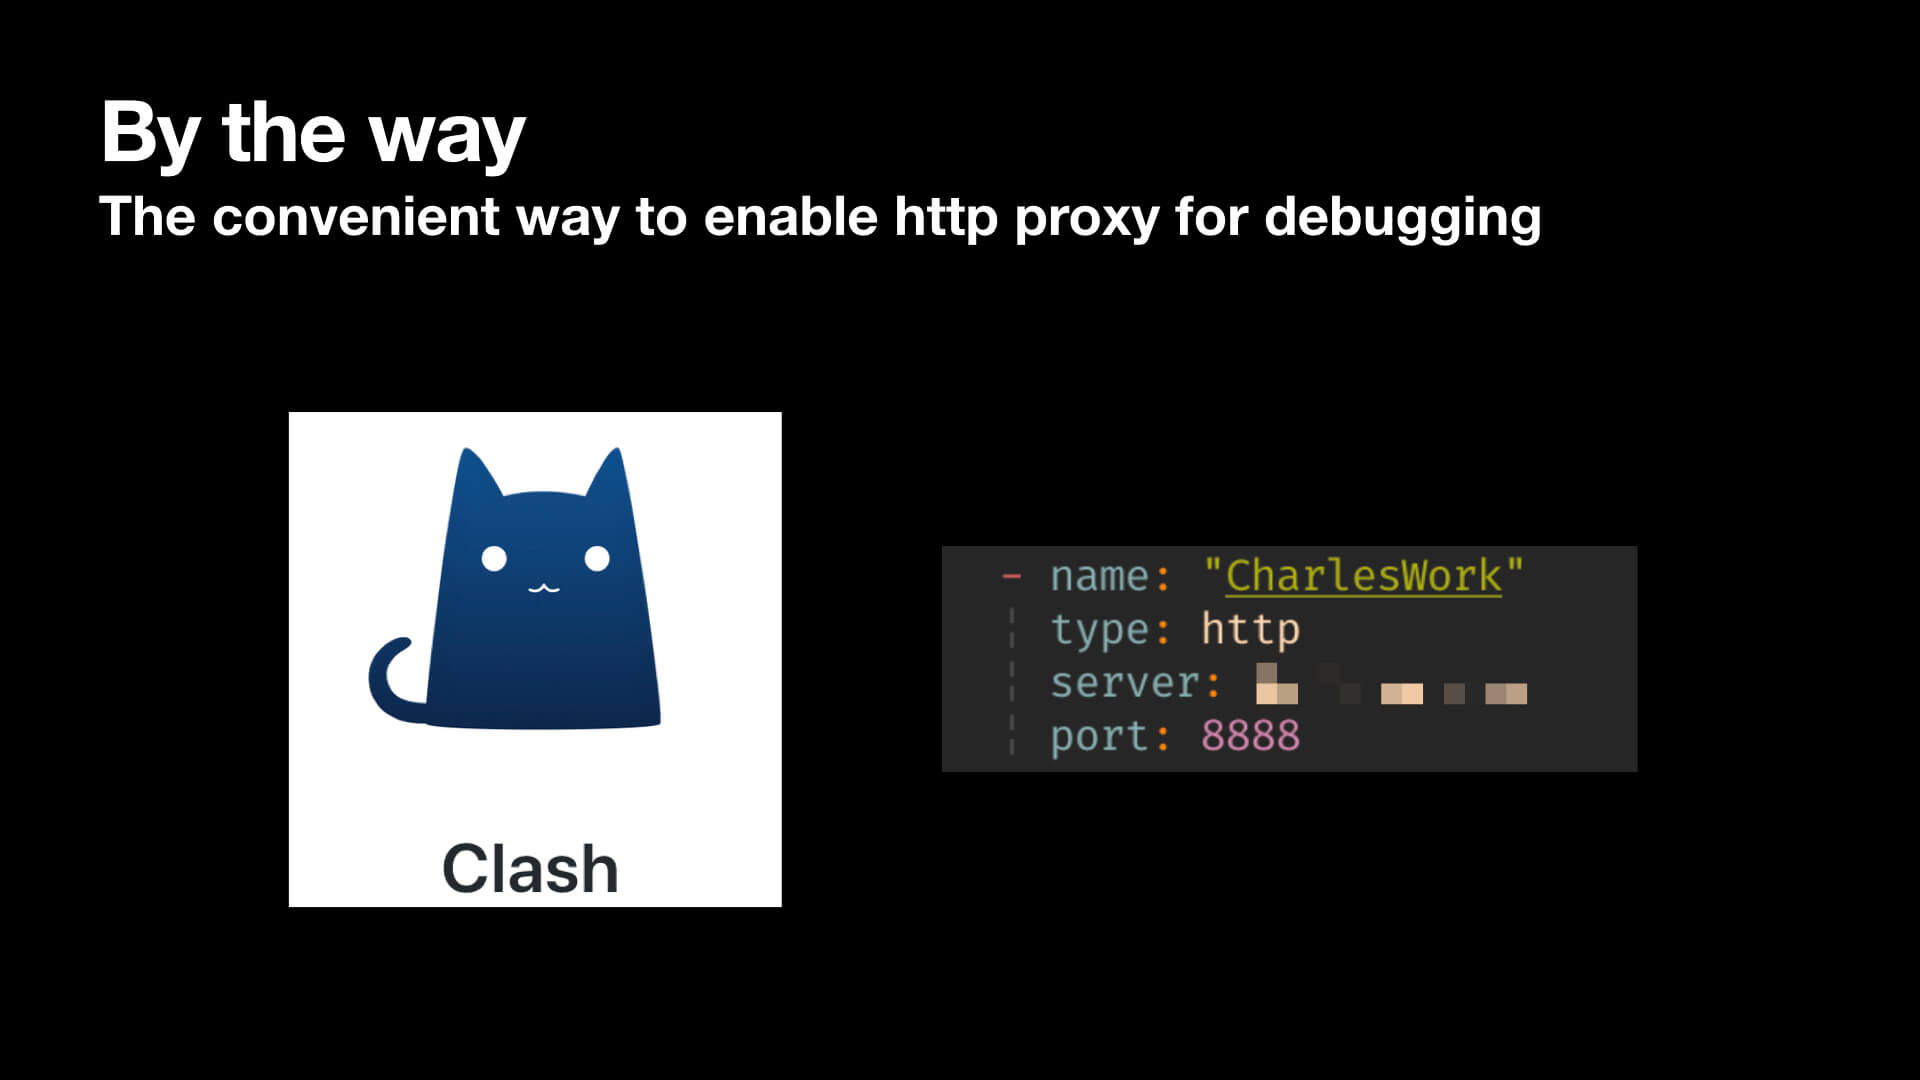 By the way
The convenient way to enable http proxy for debugging
Clash
- name: "CharlesWork"
type: http
server:
port: 8888